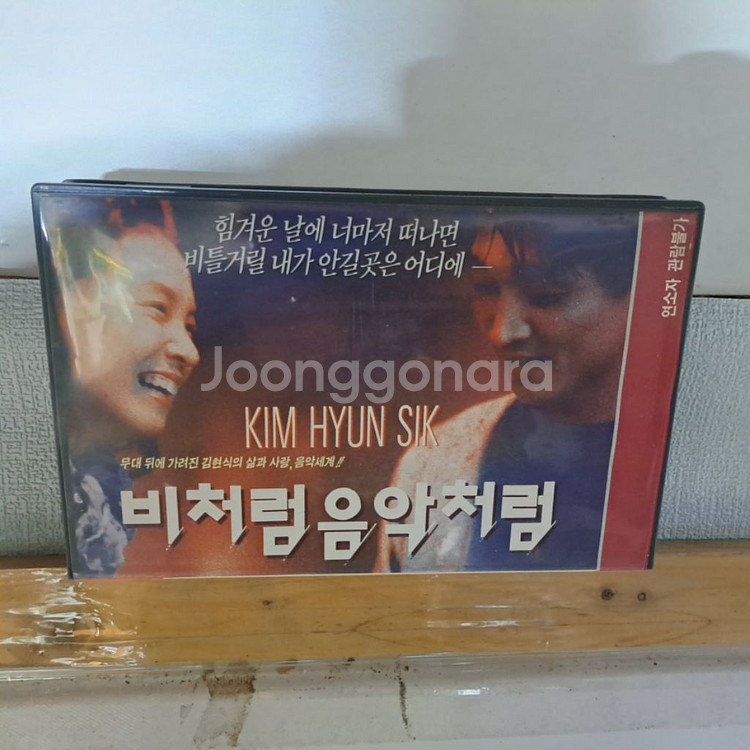 힘겨운 날에 너마저 떠나면
비틀거릴 내가 안길곳은 어디에 —
연소자 관람불가
Joonggonara
KIM HYUN SIK
무대 뒤에 가려진 김현식의 삶과 사랑, 음악세계!!
비처럼음악처럼